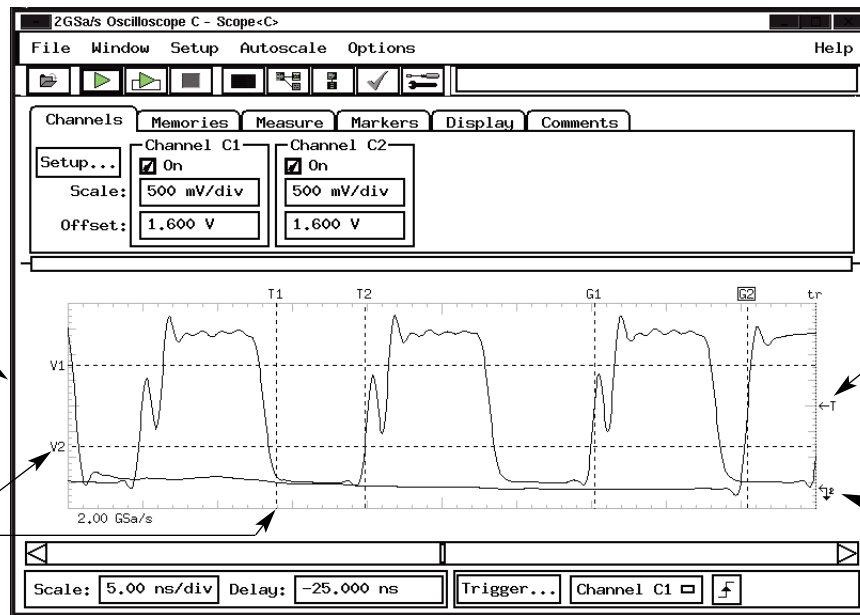 2GSa/s Oscilloscope C - Scope<C>
File Window Setup Autoscale Options Help
Channels Memories Measure Markers Display Comments
Channel C1 Channel C2
Setup... On On
Scale: 500 mV/div 500 mV/div
Offset: 1.600 V 1.600 V
T1 T2 G1 G2 tr
V1
T
V2
2
2.00 GSa/s
Scale: 5.00 ns/div Delay: -25.000 ns Trigger... Channel C1